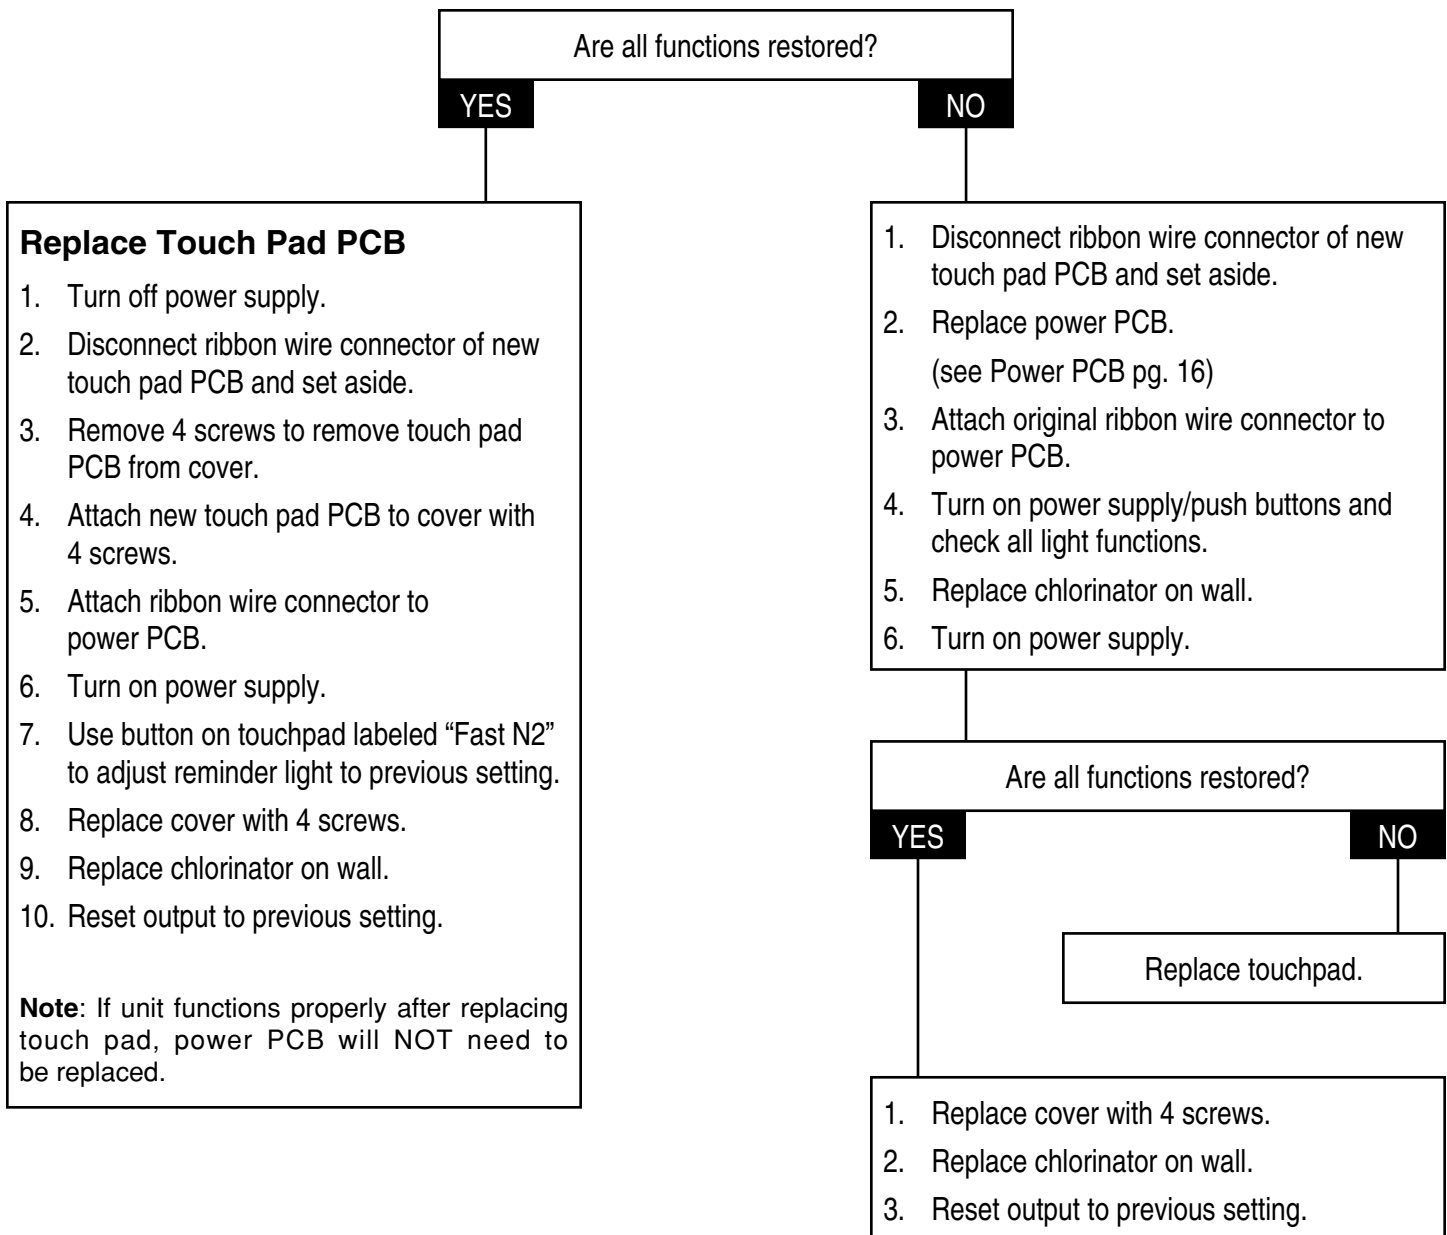 Are all functions restored?
YES
NO
Replace Touch Pad PCB
1. Turn off power supply.
2. Disconnect ribbon wire connector of new
touch pad PCB and set aside.
3. Remove 4 screws to remove touch pad
PCB from cover.
4. Attach new touch pad PCB to cover with
4 screws.
5. Attach ribbon wire connector to
power PCB.
6. Turn on power supply.
7. Use button on touchpad labeled “Fast N2”
to adjust reminder light to previous setting.
8. Replace cover with 4 screws.
9. Replace chlorinator on wall.
10. Reset output to previous setting.
Note: If unit functions properly after replacing
touch pad, power PCB will NOT need to
be replaced.
1. Disconnect ribbon wire connector of new
touch pad PCB and set aside.
2. Replace power PCB.
(see Power PCB pg. 16)
3. Attach original ribbon wire connector to
power PCB.
4. Turn on power supply/push buttons and
check all light functions.
5. Replace chlorinator on wall.
6. Turn on power supply.
Are all functions restored?
YES
NO
Replace touchpad.
1. Replace cover with 4 screws.
2. Replace chlorinator on wall.
3. Reset output to previous setting.